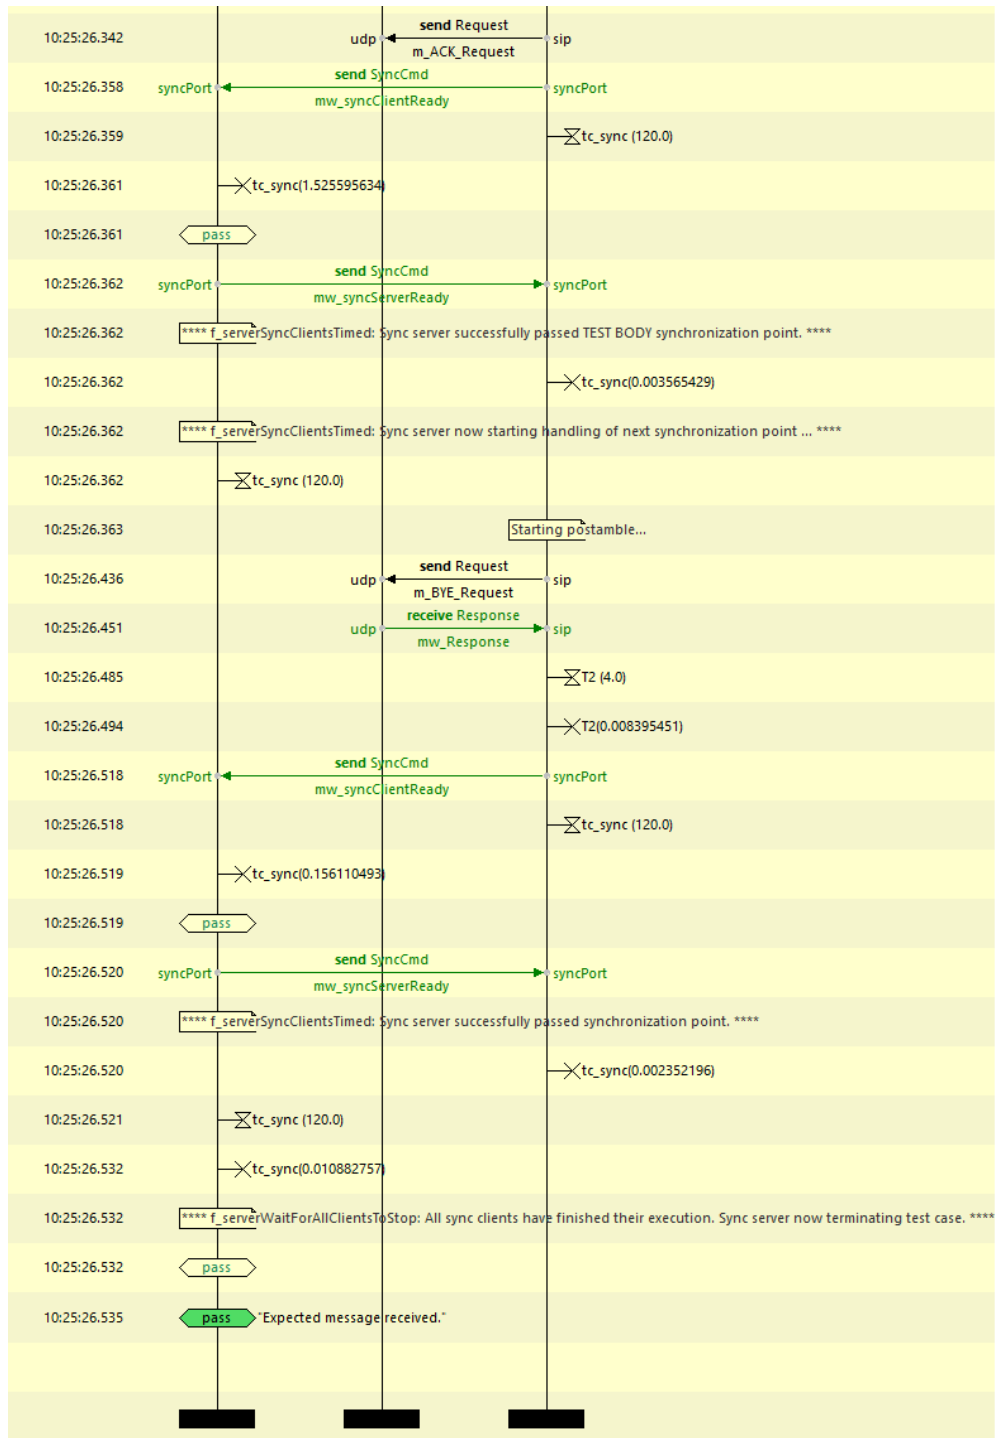 send Request
10:25:26.342 udp sip
m_ACK_Request
send SyncCmd
10:25:26.358 syncPort syncPort
mw_syncClientReady
10:25:26.359 tc_sync (120.0)
10:25:26.361 tc_sync(1.525595634)
10:25:26.361 pass
send SyncCmd
10:25:26.362 syncPort syncPort
mw_syncServerReady
10:25:26.362 **** f_serverSyncClientsTimed: Sync server successfully passed TEST BODY synchronization point. ****
10:25:26.362 tc_sync(0.003565429)
10:25:26.362 **** f_serverSyncClientsTimed: Sync server now starting handling of next synchronization point ... ****
10:25:26.362 tc_sync (120.0)
10:25:26.363 Starting postamble...
send Request
10:25:26.436 udp sip
m_BYE_Request
receive Response
10:25:26.451 udp sip
mw_Response
10:25:26.485 T2 (4.0)
10:25:26.494 T2(0.008395451)
send SyncCmd
10:25:26.518 syncPort syncPort
mw_syncClientReady
10:25:26.518 tc_sync (120.0)
10:25:26.519 tc_sync(0.156110493)
10:25:26.519 pass
send SyncCmd
10:25:26.520 syncPort syncPort
mw_syncServerReady
10:25:26.520 **** f_serverSyncClientsTimed: Sync server successfully passed synchronization point. ****
10:25:26.520 tc_sync(0.002352196)
10:25:26.521 tc_sync (120.0)
10:25:26.532 tc_sync(0.010882757)
10:25:26.532 **** f_serverWaitForAllClientsToStop: All sync clients have finished their execution. Sync server now terminating test case. ****
10:25:26.532 pass
10:25:26.535 pass "Expected message received."